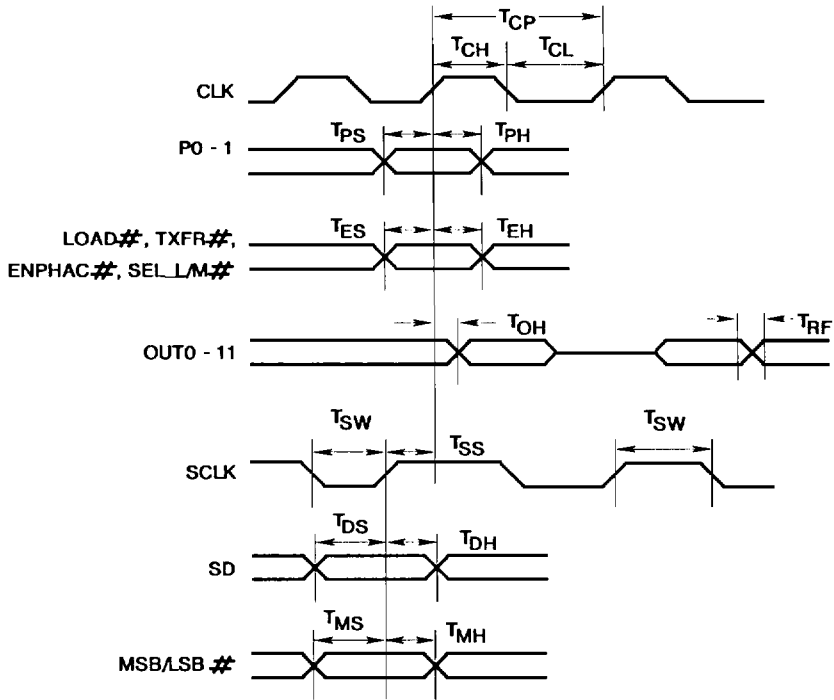 TCP
TCH TCL
CLK
TPS TPH
P0 - 1
TES TEH
LOAD#, TXFR#,
ENPHAC#, SEL_L/M#
TOH TRF
OUT0 - 11
TSW TSS TSW
SCLK
TDS TDH
SD
TMS TMH
MSB/LSB #